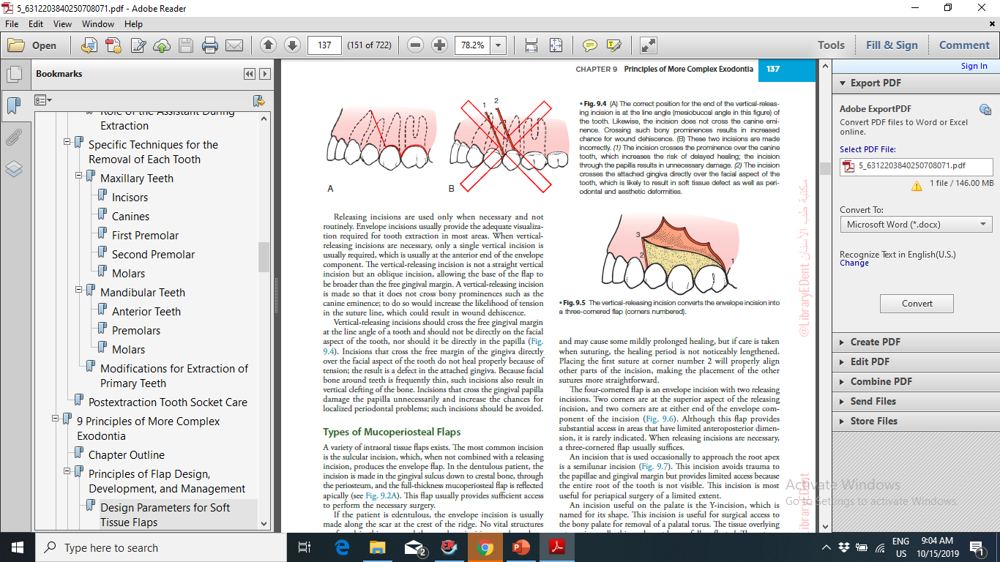 5_6312203840250708071.pdf - Adobe Reader
File Edit View Window Help
Open 137 (151 of 722) 78.2% Tools Fill & Sign Comment
Bookmarks
Role of the Assistant During
Extraction
Specific Techniques for the
Removal of Each Tooth
Maxillary Teeth
Incisors
Canines
First Premolar
Second Premolar
Molars
Mandibular Teeth
Anterior Teeth
Premolars
Molars
Modifications for Extraction of
Primary Teeth
Postextraction Tooth Socket Care
9 Principles of More Complex
Exodontia
Chapter Outline
Principles of Flap Design,
Development, and Management
Design Parameters for Soft
Tissue Flaps
CHAPTER 9 Principles of More Complex Exodontia 137
1 2
A B
• Fig. 9.4 (A) The correct position for the end of the vertical-releas-
ing incision is at the line angle (mesiobuccal angle in this figure) of
the tooth. Likewise, the incision does not cross the canine emi-
nence. Crossing such bony prominences results in increased
chance for wound dehiscence. (B) These two incisions are made
incorrectly. (1) The incision crosses the prominence over the canine
tooth, which increases the risk of delayed healing; the incision
through the papilla results in unnecessary damage. (2) The incision
crosses the attached gingiva directly over the facial aspect of the
tooth, which is likely to result in soft tissue defect as well as peri-
odontal and aesthetic deformities.
Releasing incisions are used only when necessary and not
routinely. Envelope incisions usually provide the adequate visualiza-
tion required for tooth extraction in most areas. When vertical-
releasing incisions are necessary, only a single vertical incision is
usually required, which is usually at the anterior end of the envelope
component. The vertical-releasing incision is not a straight vertical
incision but an oblique incision, allowing the base of the flap to
be broader than the free gingival margin. A vertical-releasing incision
is made so that it does not cross bony prominences such as the
canine eminence; to do so would increase the likelihood of tension
in the suture line, which could result in wound dehiscence.
Vertical-releasing incisions should cross the free gingival margin
at the line angle of a tooth and should not be directly on the facial
aspect of the tooth, nor should it be directly in the papilla (Fig.
9.4). Incisions that cross the free margin of the gingiva directly
over the facial aspect of the tooth do not heal properly because of
tension; the result is a defect in the attached gingiva. Because facial
bone around teeth is frequently thin, such incisions also result in
vertical clefting of the bone. Incisions that cross the gingival papilla
damage the papilla unnecessarily and increase the chances for
localized periodontal problems; such incisions should be avoided.
Types of Mucoperiosteal Flaps
A variety of intraoral tissue flaps exists. The most common incision
is the sulcular incision, which, when not combined with a releasing
incision, produces the envelope flap. In the dentulous patient, the
incision is made in the gingival sulcus down to crestal bone, through
the periosteum, and the full-thickness mucoperiosteal flap is reflected
apically (see Fig. 9.2A). This flap usually provides sufficient access
to perform the necessary surgery.
If the patient is edentulous, the envelope incision is usually
made along the scar at the crest of the ridge. No vital structures
3
2 1
• Fig. 9.5 The vertical-releasing incision converts the envelope incision into
a three-cornered flap (corners numbered).
and may cause some mildly prolonged healing, but if care is taken
when suturing, the healing period is not noticeably lengthened.
Placing the first suture at corner number 2 will properly align
other parts of the incision, making the placement of the other
sutures more straightforward.
The four-cornered flap is an envelope incision with two releasing
incisions. Two corners are at the superior aspect of the releasing
incision, and two corners are at either end of the envelope com-
ponent of the incision (Fig. 9.6). Although this flap provides
substantial access in areas that have limited anteroposterior dimen-
sion, it is rarely indicated. When releasing incisions are necessary,
a three-cornered flap usually suffices.
An incision that is used occasionally to approach the root apex
is a semilunar incision (Fig. 9.7). This incision avoids trauma to
the papillae and gingival margin but provides limited access because
the entire root of the tooth is not visible. This incision is most
useful for periapical surgery of a limited extent.
An incision useful on the palate is the Y-incision, which is
named for its shape. This incision is useful for surgical access to
the bony palate for removal of a palatal torus. The tissue overlying
@LibraryEDent مكتبة طب الأسنان
LibraryEDent
Sign In
Export PDF
Adobe ExportPDF
Convert PDF files to Word or Excel
online.
Select PDF File:
5_6312203840250708071.pdf
1 file / 146.00 MB
Convert To:
Microsoft Word (*.docx)
Recognize Text in English(U.S.)
Change
Convert
Create PDF
Edit PDF
Combine PDF
Send Files
Store Files
Activate Windows
Go to Settings to activate Windows.
Type here to search
2
ENG 9:04 AM
US 10/15/2019 1